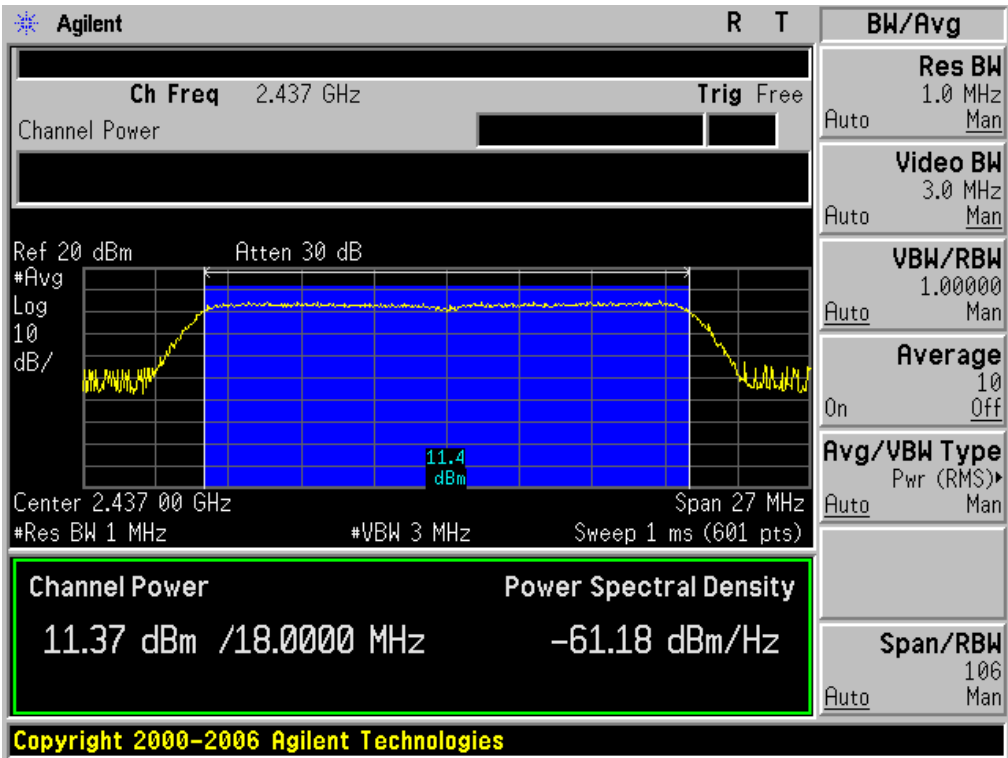 Agilent R T
Ch Freq 2.437 GHz Trig Free
Channel Power
Ref 20 dBm Atten 30 dB
#Avg
Log
10
dB/
11.4
dBm
Center 2.437 00 GHz Span 27 MHz
#Res BW 1 MHz #VBW 3 MHz Sweep 1 ms (601 pts)
Channel Power Power Spectral Density
11.37 dBm /18.0000 MHz -61.18 dBm/Hz
Copyright 2000-2006 Agilent Technologies
BW/Avg
Res BW
1.0 MHz
Auto Man
Video BW
3.0 MHz
Auto Man
VBW/RBW
1.00000
Auto Man
Average
10
On Off
Avg/VBW Type
Pwr (RMS)▸
Auto Man
Span/RBW
106
Auto Man